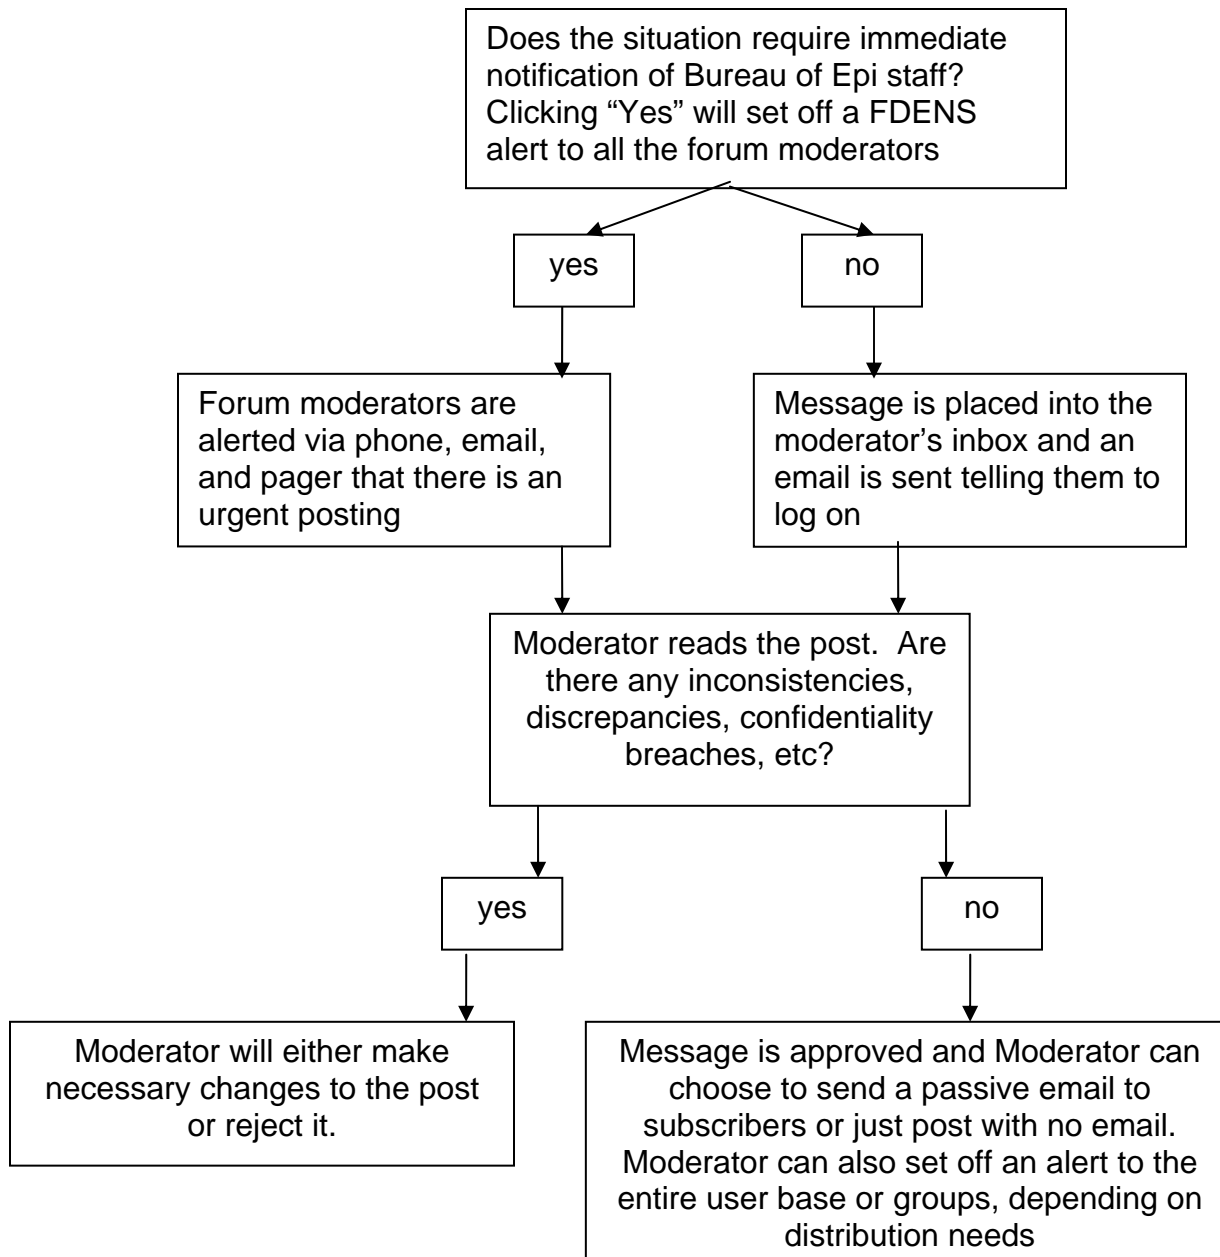 Does the situation require immediate
notification of Bureau of Epi staff?
Clicking “Yes” will set off a FDENS
alert to all the forum moderators
yes
no
Forum moderators are
alerted via phone, email,
and pager that there is an
urgent posting
Message is placed into the
moderator’s inbox and an
email is sent telling them to
log on
Moderator reads the post.  Are
there any inconsistencies,
discrepancies, confidentiality
breaches, etc?
yes
no
Moderator will either make
necessary changes to the post
or reject it.
Message is approved and Moderator can
choose to send a passive email to
subscribers or just post with no email.
Moderator can also set off an alert to the
entire user base or groups, depending on
distribution needs